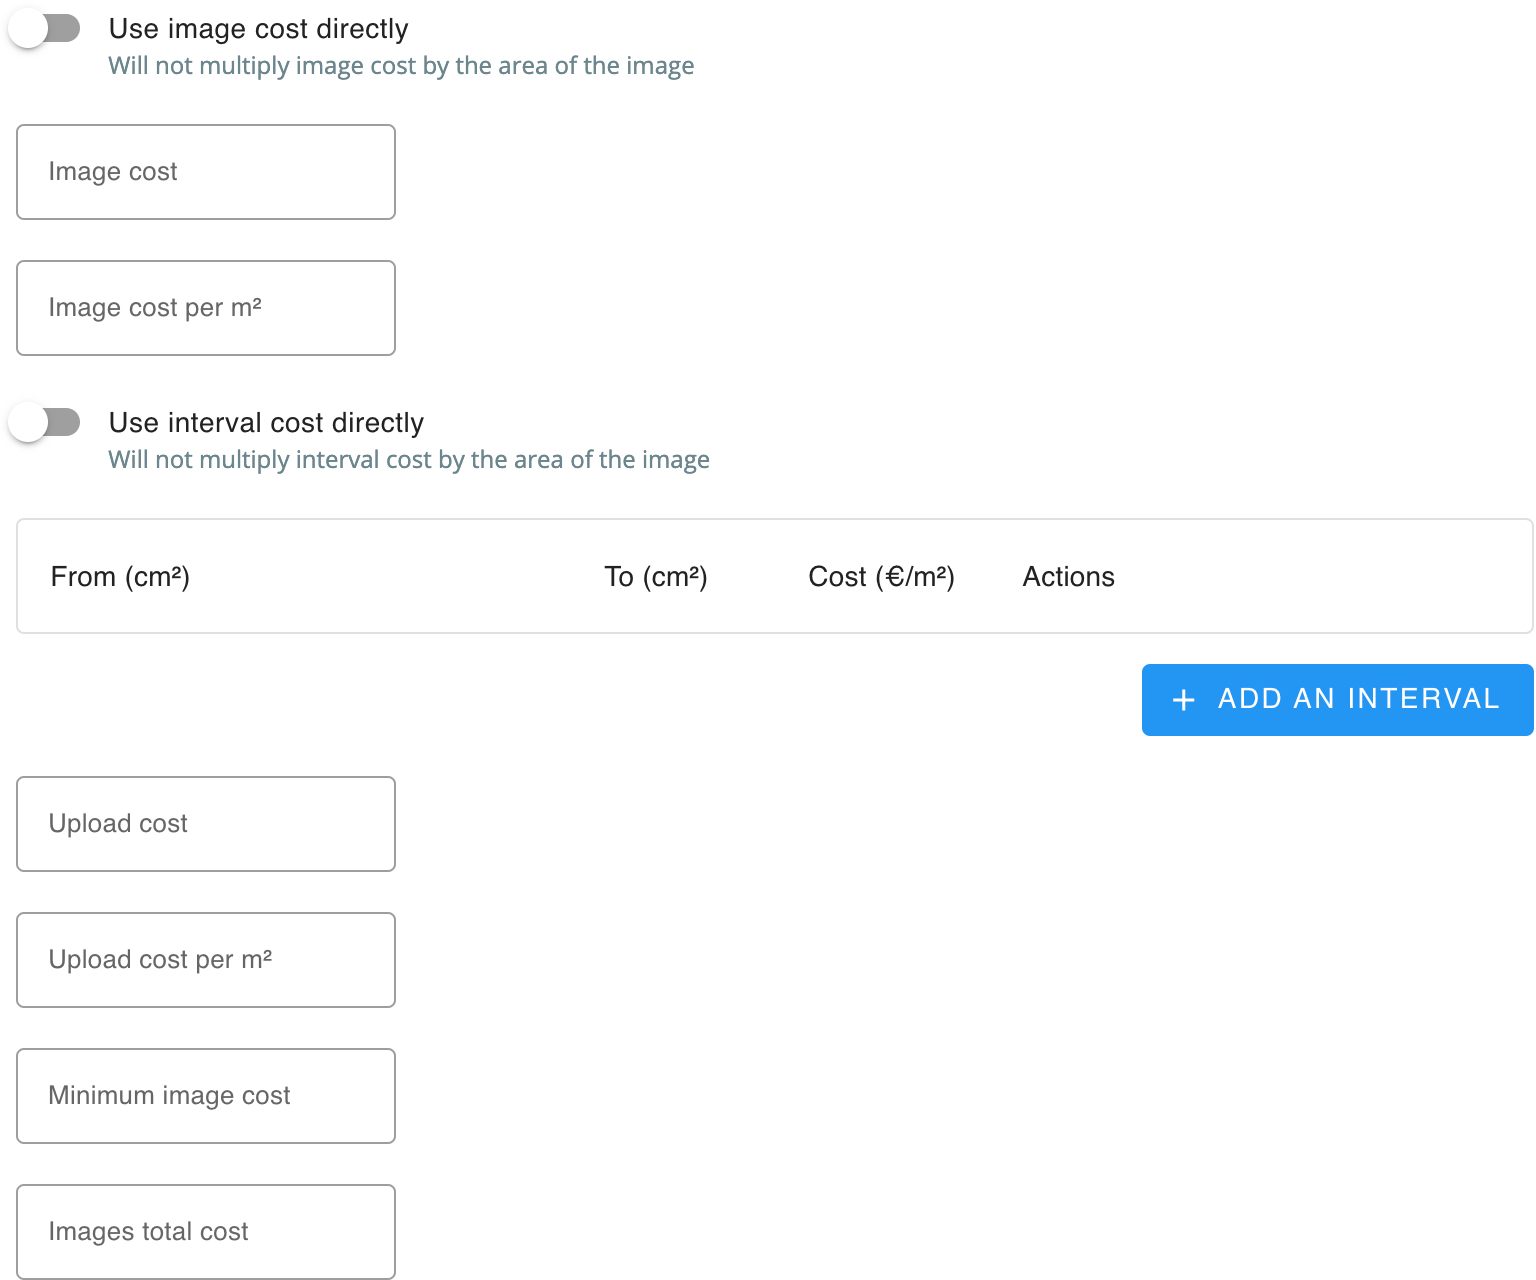 Use image cost directly
Will not multiply image cost by the area of the image
Image cost
Image cost per m²
Use interval cost directly
Will not multiply interval cost by the area of the image
From (cm²) To (cm²) Cost (€/m²) Actions
+ ADD AN INTERVAL
Upload cost
Upload cost per m²
Minimum image cost
Images total cost